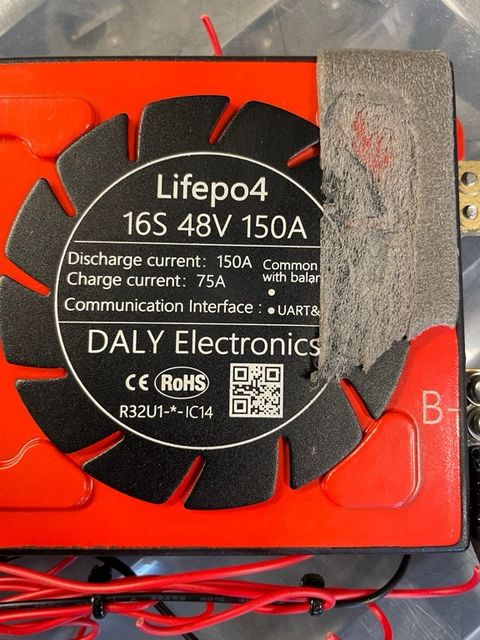 Lifepo4
16S 48V 150A
Discharge current: 150A
Charge current: 75A
Common
with
Communication Interface : • UART&
DALY Electronics
CE RoHS
R32U1-*-IC14
B-